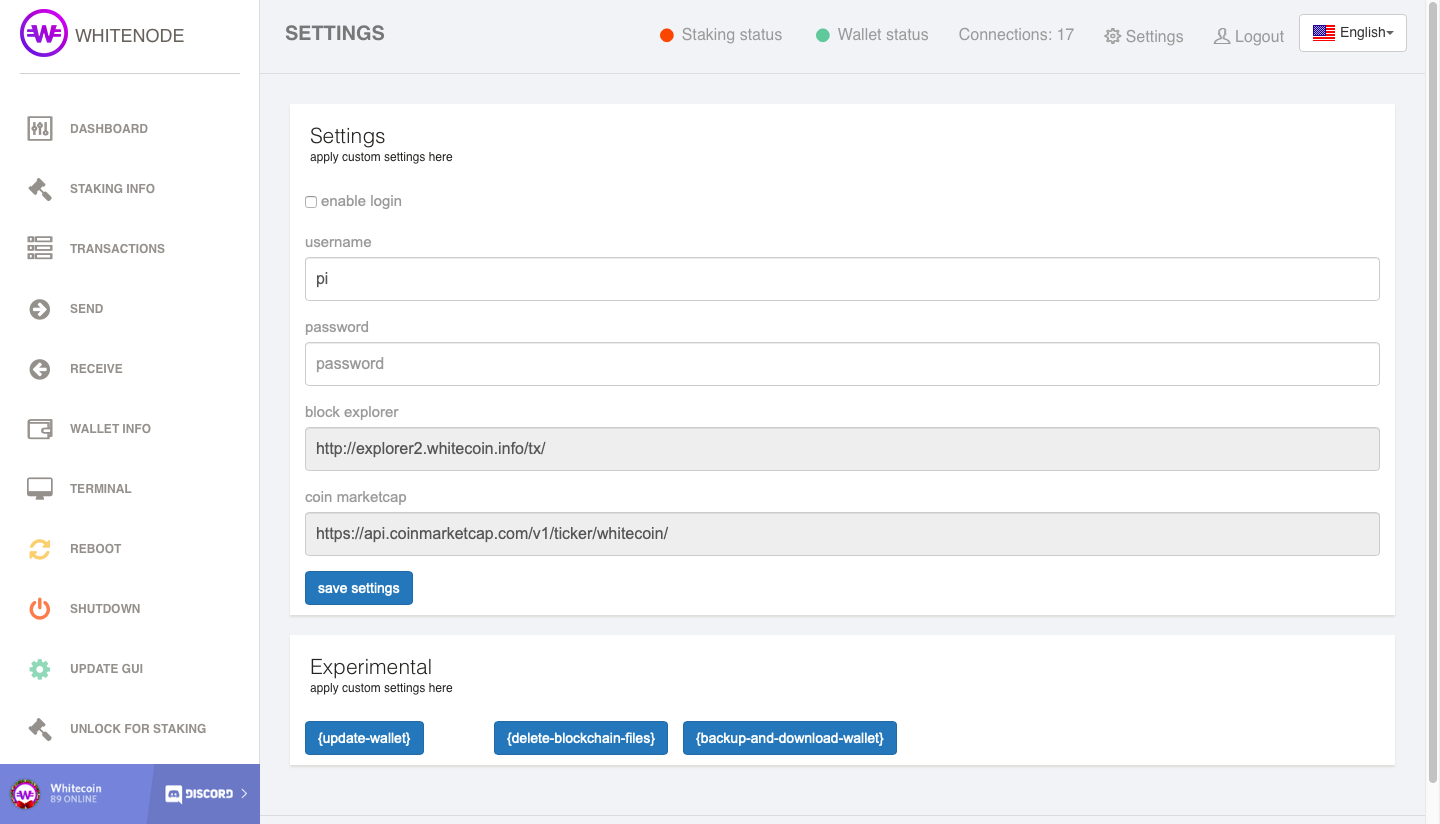 WHITENODE
DASHBOARD
STAKING INFO
TRANSACTIONS
SEND
RECEIVE
WALLET INFO
TERMINAL
REBOOT
SHUTDOWN
UPDATE GUI
UNLOCK FOR STAKING
Whitecoin
89 ONLINE
DISCORD
SETTINGS
Staking status
Wallet status
Connections: 17
Settings
Logout
English
Settings
apply custom settings here
enable login
username
pi
password
password
block explorer
http://explorer2.whitecoin.info/tx/
coin marketcap
https://api.coinmarketcap.com/v1/ticker/whitecoin/
save settings
Experimental
apply custom settings here
{update-wallet}
{delete-blockchain-files}
{backup-and-download-wallet}